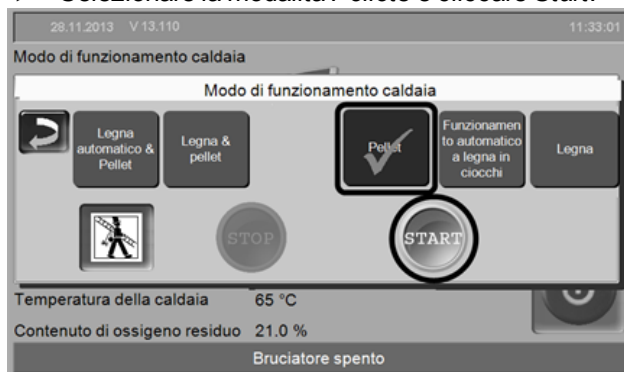 Selezionare la modalità Pellets e cliccare Start.
28.11.2013 V 13.110 11:33:01
Modo di funzionamento caldaia
Modo di funzionamento caldaia
Legna
automatico &
Pellet
Legna &
pellet
Pellet
Funzionamen
to automatico
a legna in
ciocchi
Legna
STOP
START
Temperatura della caldaia 65 °C
Contenuto di ossigeno residuo 21.0 %
Bruciatore spento